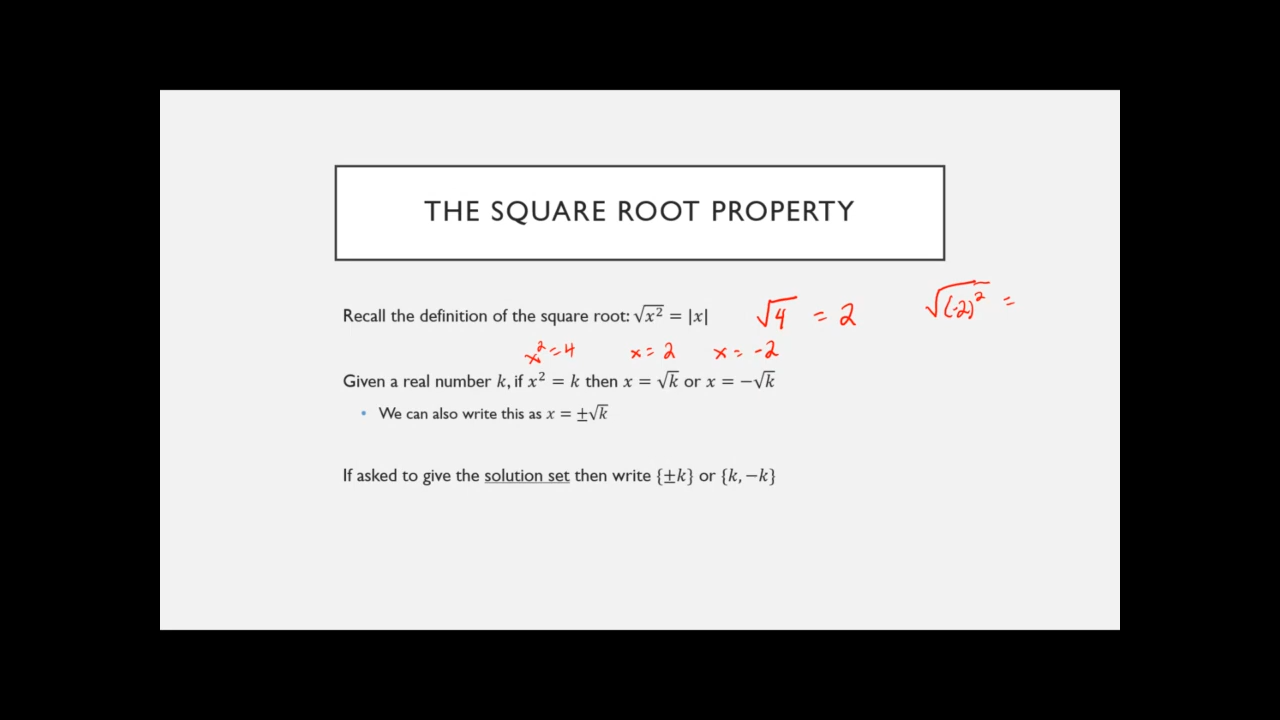 THE SQUARE ROOT PROPERTY
Recall the definition of the square root: √x² = |x| √4 = 2 √(-2)² =
x² = 4 x = 2 x = -2
Given a real number k, if x² = k then x = √k or x = −√k
• We can also write this as x = ±√k
If asked to give the solution set then write {±k} or {k, −k}